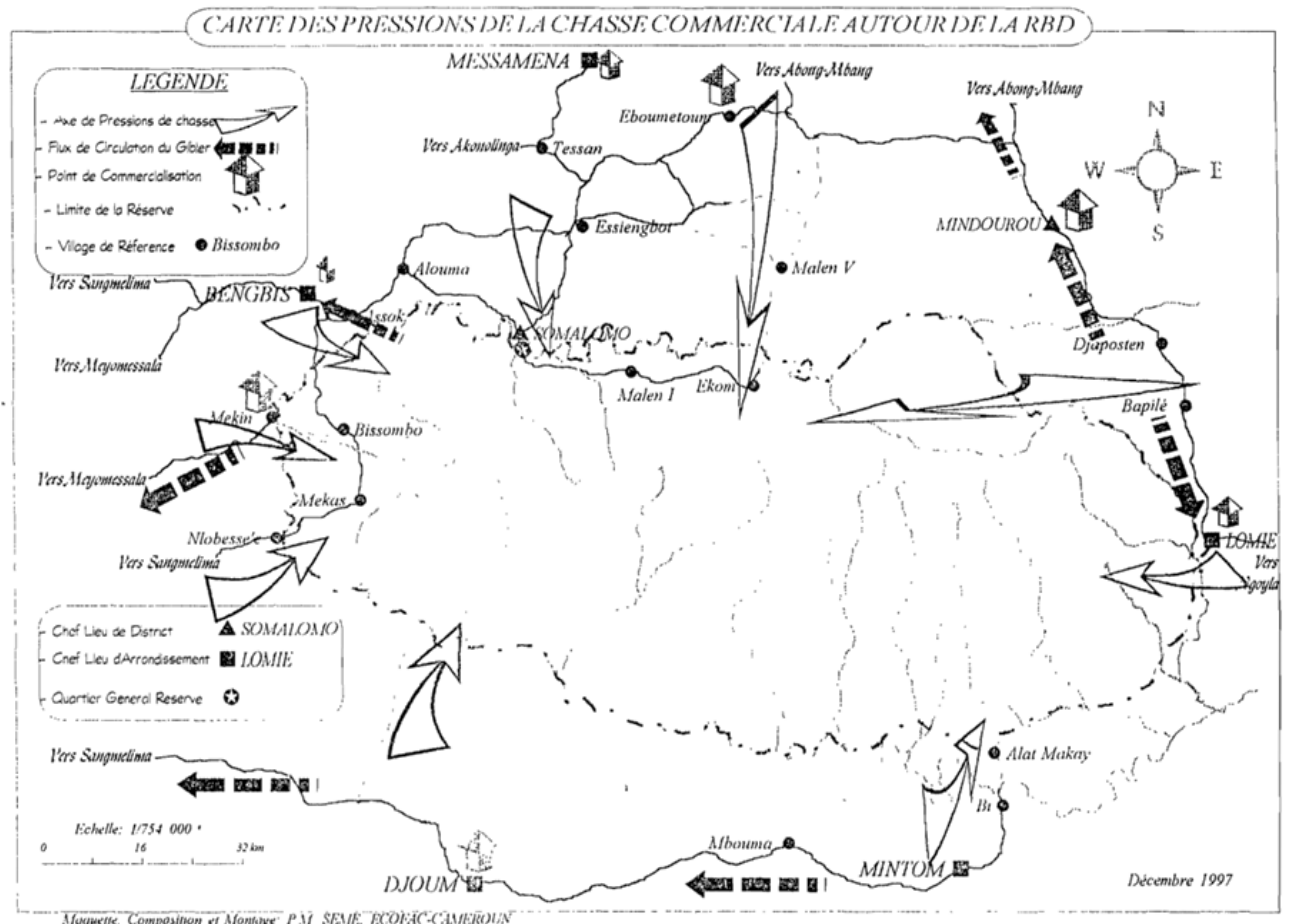 CARTE DES PRESSIONS DE LA CHASSE COMMERCIALE AUTOUR DE LA RBD
LEGENDE
- Axe de Pressions de chasse
- Flux de Circulation du Gibier
- Point de Commercialisation
- Limite de la Réserve
- Village de Réference
Bissombo
MESSAMENA
Eboumetoum
Vers Abong-Mbang
Vers Abong-Mbang
Vers Akonolinga
Tessan
N
W
E
S
MINDOUROU
Essiengbot
Malen V
Alouma
Vers Sangmelima
BENGBIS
ssok
SOMALOMO
Djaposten
Vers Meyomessala
Malen I
Ekom
Bapilé
Mekin
Bissombo
Vers Meyomessala
Mekas
Nlobesse'e
LOMIE
Vers Sangmelima
Vers
goyla
- Chef Lieu de District
SOMALOMO
- Chef Lieu d'Arrondissement
LOMIE
- Quartier General Reserve
Vers Sangmelima
Alat Makay
Bi
Echelle: 1/754 000
0 16 32 km
Mbouma
DJOUM
MINTOM
Décembre 1997
Maquette, Composition et Montage: P.M. SEME, ECOFAC-CAMEROUN